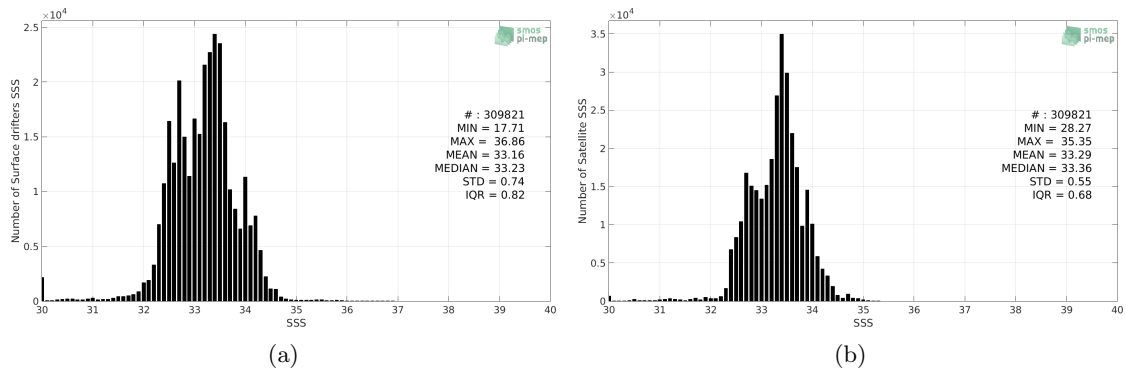 ×10⁴
2.5
2
1.5
1
0.5
0
30 31 32 33 34 35 36 37 38 39 40
SSS
Number of Surface drifters SSS
smos
pi-mep
# : 309821
MIN = 17.71
MAX = 36.86
MEAN = 33.16
MEDIAN = 33.23
STD = 0.74
IQR = 0.82
(a)
×10⁴
3.5
3
2.5
2
1.5
1
0.5
0
30 31 32 33 34 35 36 37 38 39 40
SSS
Number of Satellite SSS
smos
pi-mep
# : 309821
MIN = 28.27
MAX = 35.35
MEAN = 33.29
MEDIAN = 33.36
STD = 0.55
IQR = 0.68
(b)